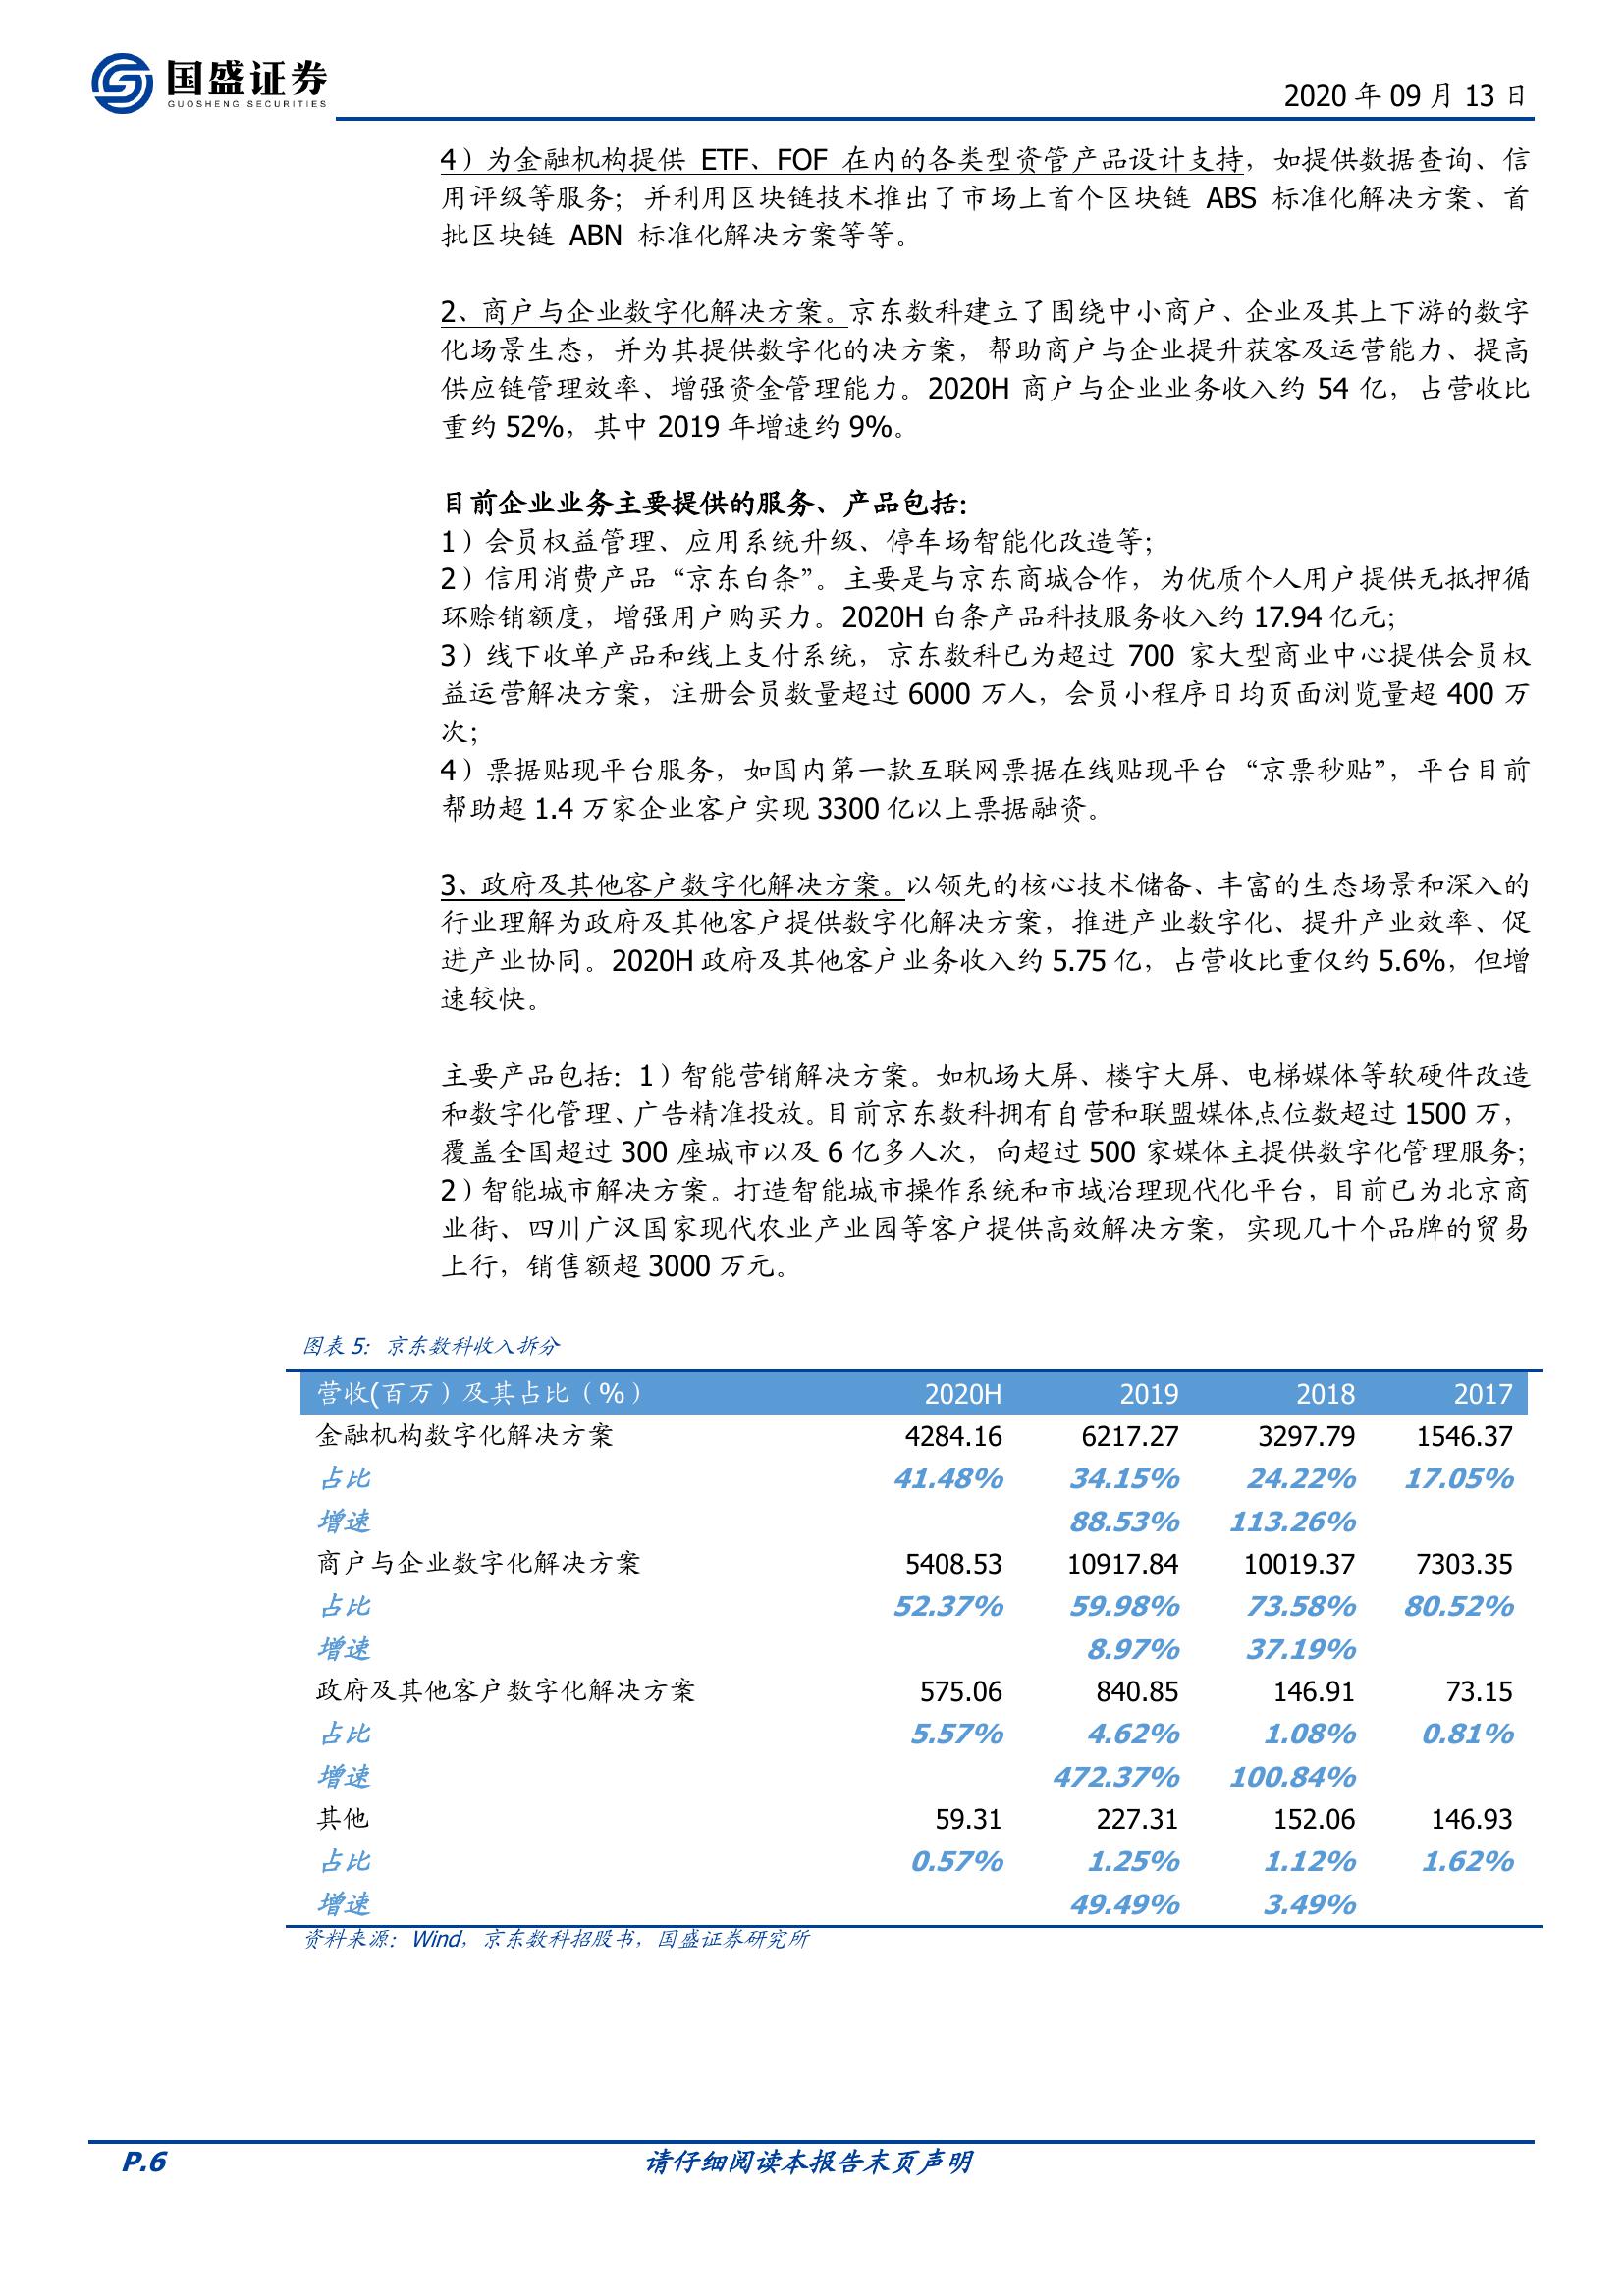 国盛证券
GUOSHENG SECURITIES
2020 年 09 月 13 日
4）为金融机构提供 ETF、FOF 在内的各类型资管产品设计支持，如提供数据查询、信
用评级等服务；并利用区块链技术推出了市场上首个区块链 ABS 标准化解决方案、首
批区块链 ABN 标准化解决方案等等。
2、商户与企业数字化解决方案。京东数科建立了围绕中小商户、企业及其上下游的数字
化场景生态，并为其提供数字化的决方案，帮助商户与企业提升获客及运营能力、提高
供应链管理效率、增强资金管理能力。2020H 商户与企业业务收入约 54 亿，占营收比
重约 52%，其中 2019 年增速约 9%。
目前企业业务主要提供的服务、产品包括：
1）会员权益管理、应用系统升级、停车场智能化改造等；
2）信用消费产品“京东白条”。主要是与京东商城合作，为优质个人用户提供无抵押循
环赊销额度，增强用户购买力。2020H 白条产品科技服务收入约 17.94 亿元；
3）线下收单产品和线上支付系统，京东数科已为超过 700 家大型商业中心提供会员权
益运营解决方案，注册会员数量超过 6000 万人，会员小程序日均页面浏览量超 400 万
次；
4）票据贴现平台服务，如国内第一款互联网票据在线贴现平台“京票秒贴”，平台目前
帮助超 1.4 万家企业客户实现 3300 亿以上票据融资。
3、政府及其他客户数字化解决方案。以领先的核心技术储备、丰富的生态场景和深入的
行业理解为政府及其他客户提供数字化解决方案，推进产业数字化、提升产业效率、促
进产业协同。2020H 政府及其他客户业务收入约 5.75 亿，占营收比重仅约 5.6%，但增
速较快。
主要产品包括：1）智能营销解决方案。如机场大屏、楼宇大屏、电梯媒体等软硬件改造
和数字化管理、广告精准投放。目前京东数科拥有自营和联盟媒体点位数超过 1500 万，
覆盖全国超过 300 座城市以及 6 亿多人次，向超过 500 家媒体主提供数字化管理服务；
2）智能城市解决方案。打造智能城市操作系统和市域治理现代化平台，目前已为北京商
业街、四川广汉国家现代农业产业园等客户提供高效解决方案，实现几十个品牌的贸易
上行，销售额超 3000 万元。
图表 5：京东数科收入拆分
营收(百万）及其占比（%） 2020H 2019 2018 2017
金融机构数字化解决方案 4284.16 6217.27 3297.79 1546.37
占比 41.48% 34.15% 24.22% 17.05%
增速 88.53% 113.26%
商户与企业数字化解决方案 5408.53 10917.84 10019.37 7303.35
占比 52.37% 59.98% 73.58% 80.52%
增速 8.97% 37.19%
政府及其他客户数字化解决方案 575.06 840.85 146.91 73.15
占比 5.57% 4.62% 1.08% 0.81%
增速 472.37% 100.84%
其他 59.31 227.31 152.06 146.93
占比 0.57% 1.25% 1.12% 1.62%
增速 49.49% 3.49%
资料来源：Wind，京东数科招股书，国盛证券研究所
P.6 请仔细阅读本报告末页声明